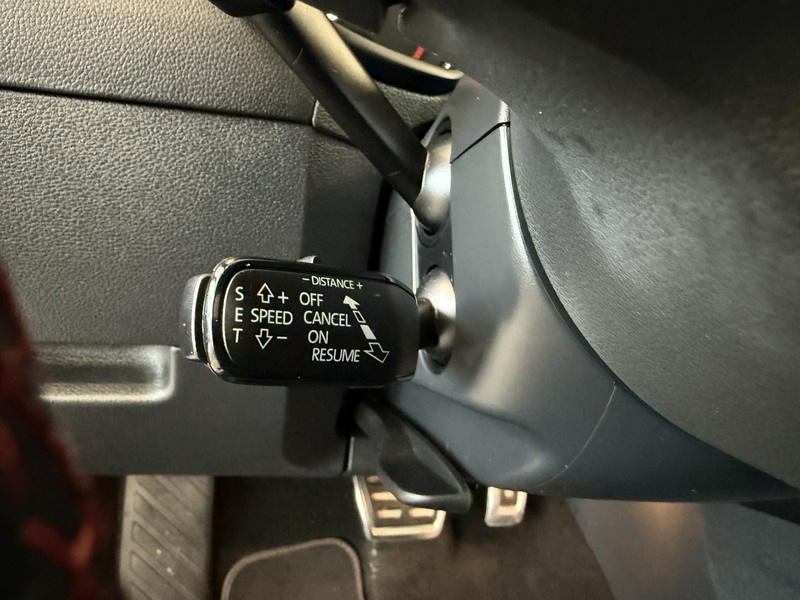 − DISTANCE +
S + OFF
E SPEED CANCEL
T − ON
RESUME